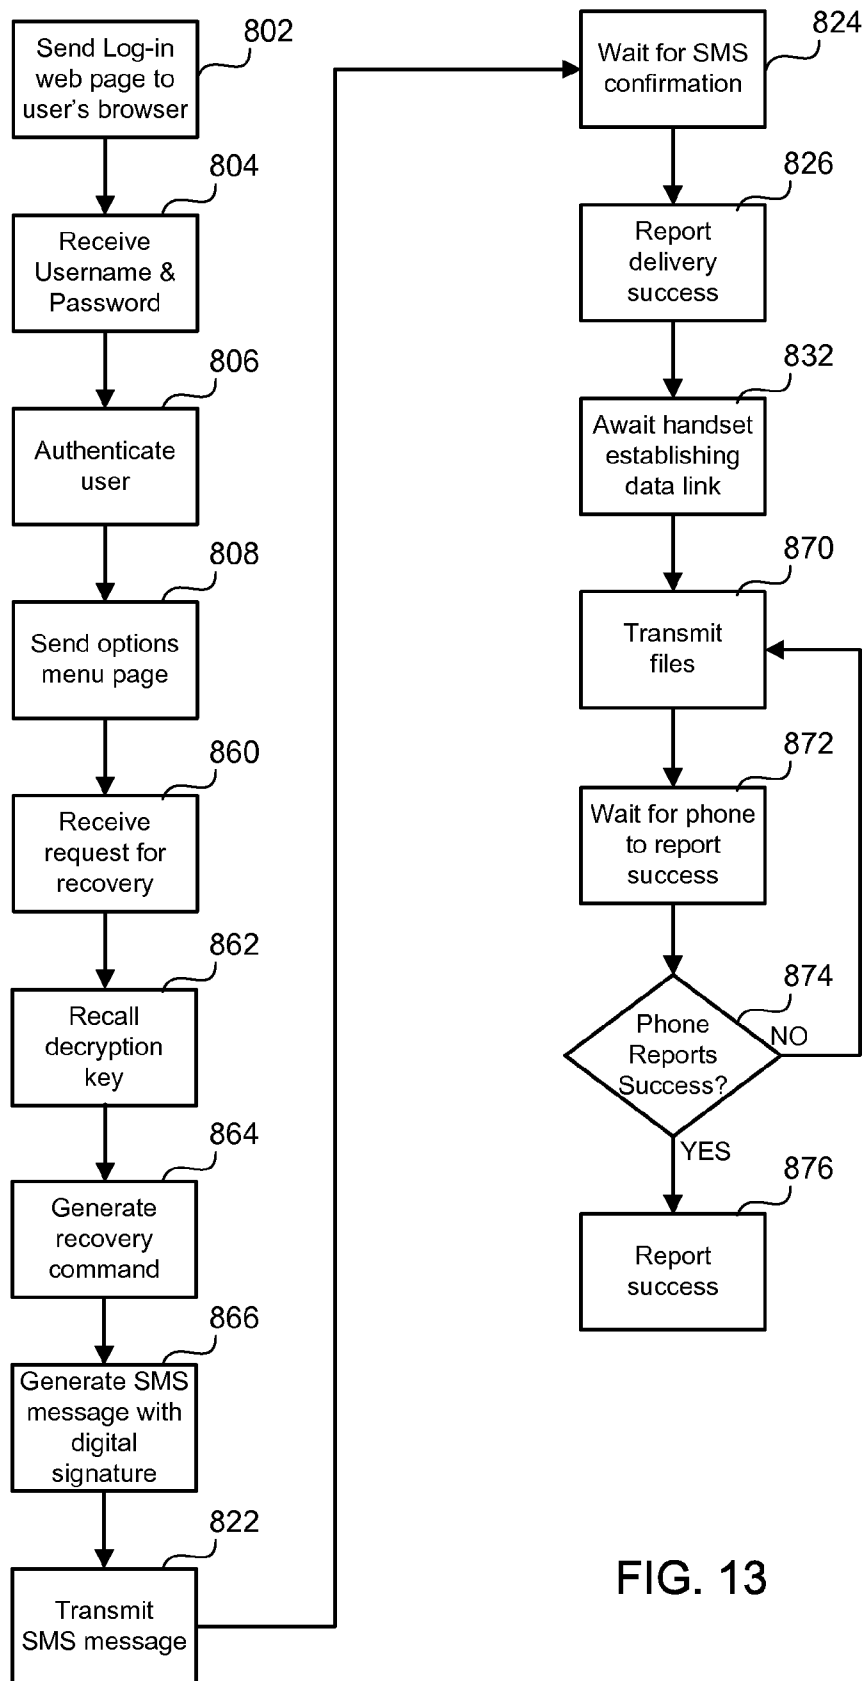 802
Send Log-in
web page to
user's browser
804
Receive
Username &
Password
806
Authenticate
user
808
Send options
menu page
860
Receive
request for
recovery
862
Recall
decryption
key
864
Generate
recovery
command
866
Generate SMS
message with
digital
signature
822
Transmit
SMS message
824
Wait for SMS
confirmation
826
Report
delivery
success
832
Await handset
establishing
data link
870
Transmit
files
872
Wait for phone
to report
success
874
Phone
Reports
Success?
NO
YES
876
Report
success
FIG. 13